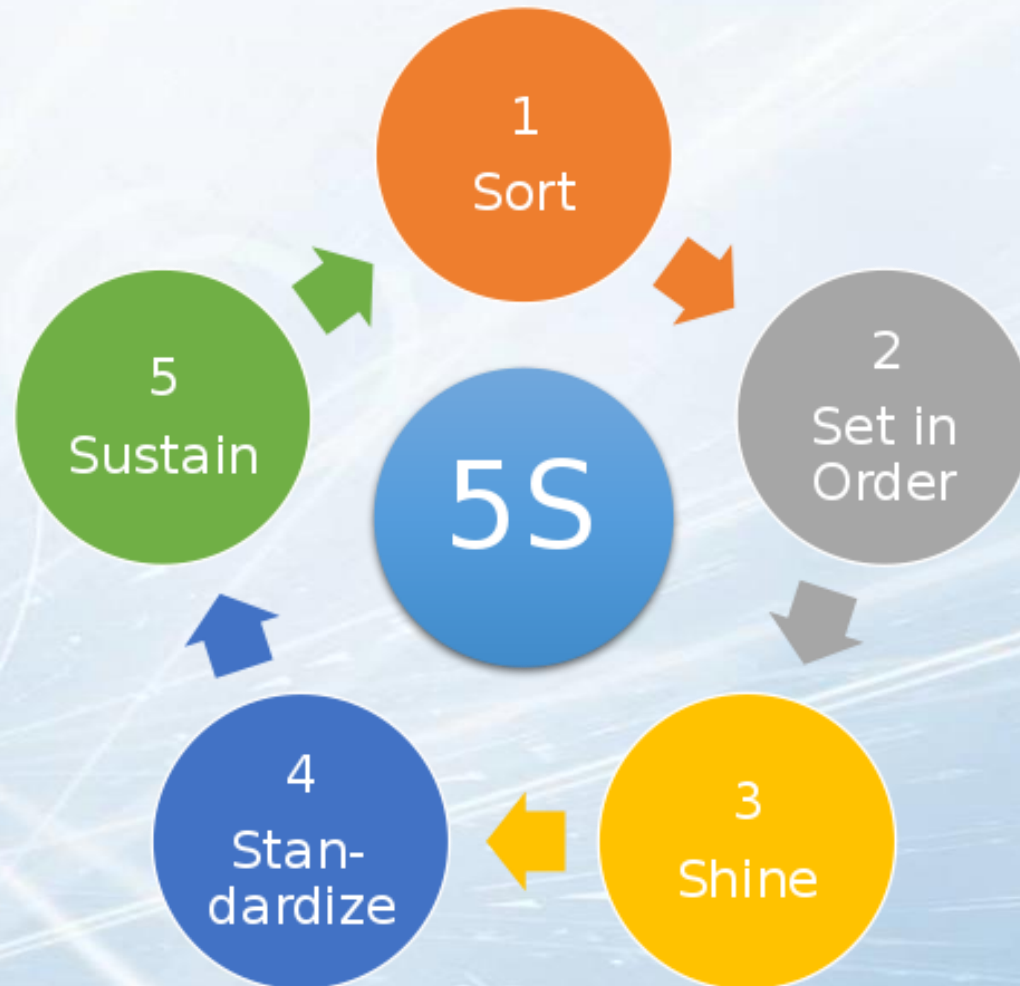 1
Sort
2
Set in
Order
3
Shine
4
Stan-
dardize
5
Sustain
5S